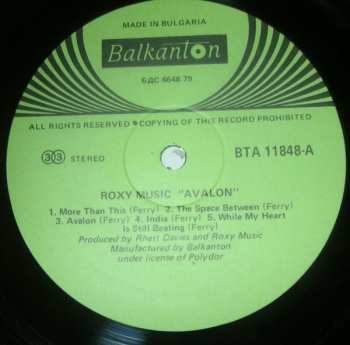 MADE IN BULGARIA
Balkanton
БДС 6648 79
ALL RIGHTS RESERVED ● COPYING OF THIS RECORD PROHIBITED
33 STEREO
BTA 11848-A
ROXY MUSIC "AVALON"
1. More Than This (Ferry) 2. The Space Between (Ferry)
3. Avalon (Ferry) 4. India (Ferry) 5. While My Heart
Is Still Beating (Ferry)
Produced by Rhett Davies and Roxy Music
Manufactured by Balkanton
under license of Polydor